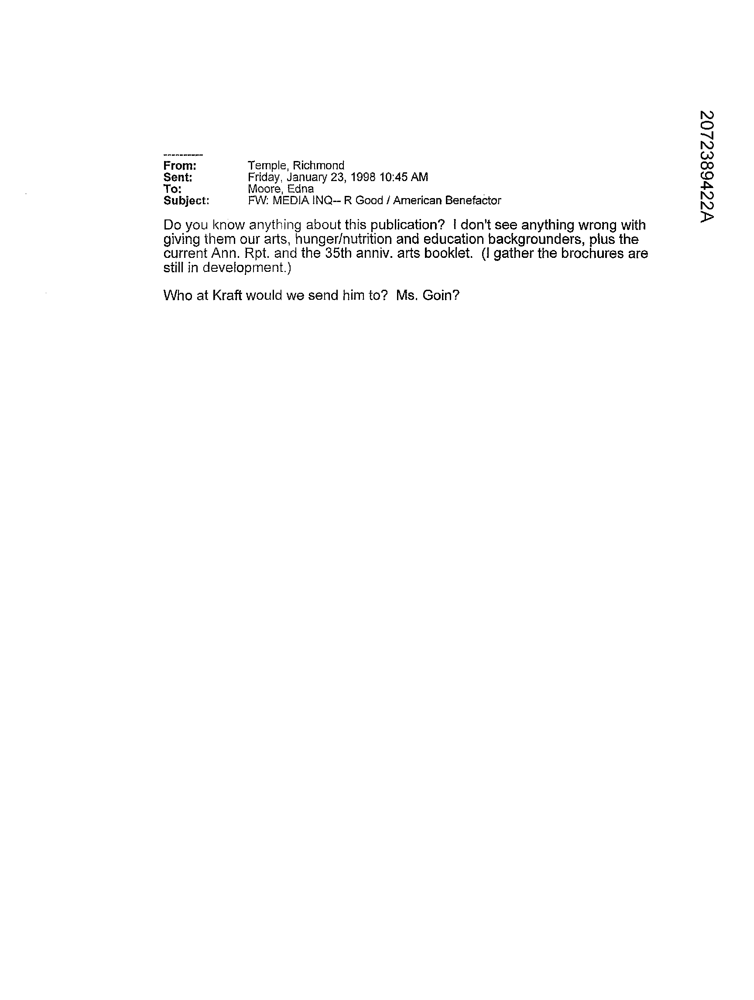 ----------
From: Temple, Richmond
Sent: Friday, January 23, 1998 10:45 AM
To: Moore, Edna
Subject: FW: MEDIA INQ-- R Good / American Benefactor
Do you know anything about this publication? I don't see anything wrong with
giving them our arts, hunger/nutrition and education backgrounders, plus the
current Ann. Rpt. and the 35th anniv. arts booklet. (I gather the brochures are
still in development.)
Who at Kraft would we send him to? Ms. Goin?
2072389422A